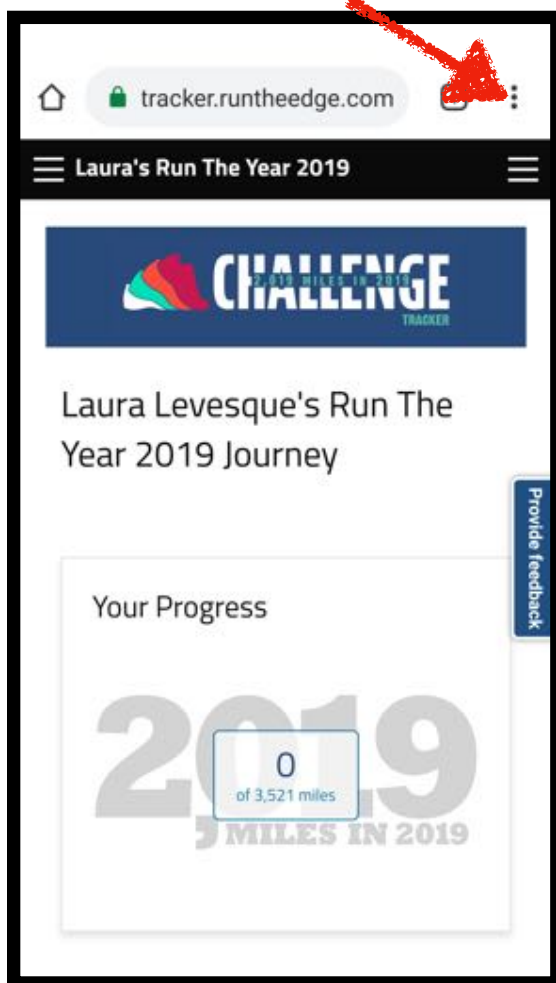 tracker.runtheedge.com
Laura's Run The Year 2019
CHALLENGE
2,019 MILES IN 2019
TRACKER
Laura Levesque's Run The
Year 2019 Journey
Provide feedback
Your Progress
2019
0
of 3,521 miles
, MILES IN 2019